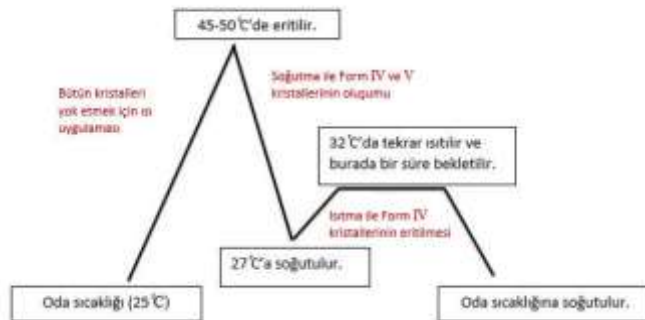 45-50℃'de eritilir.
Bütün kristalleri
yok etmek için ısı
uygulaması
Soğutma ile Form IV ve V
kristallerinin oluşumu
32℃'da tekrar ısıtılır ve
burada bir süre bekletilir.
Isıtma ile Form IV
kristallerinin eritilmesi
27℃'a soğutulur.
Oda sıcaklığı (25℃)
Oda sıcaklığına soğutulur.